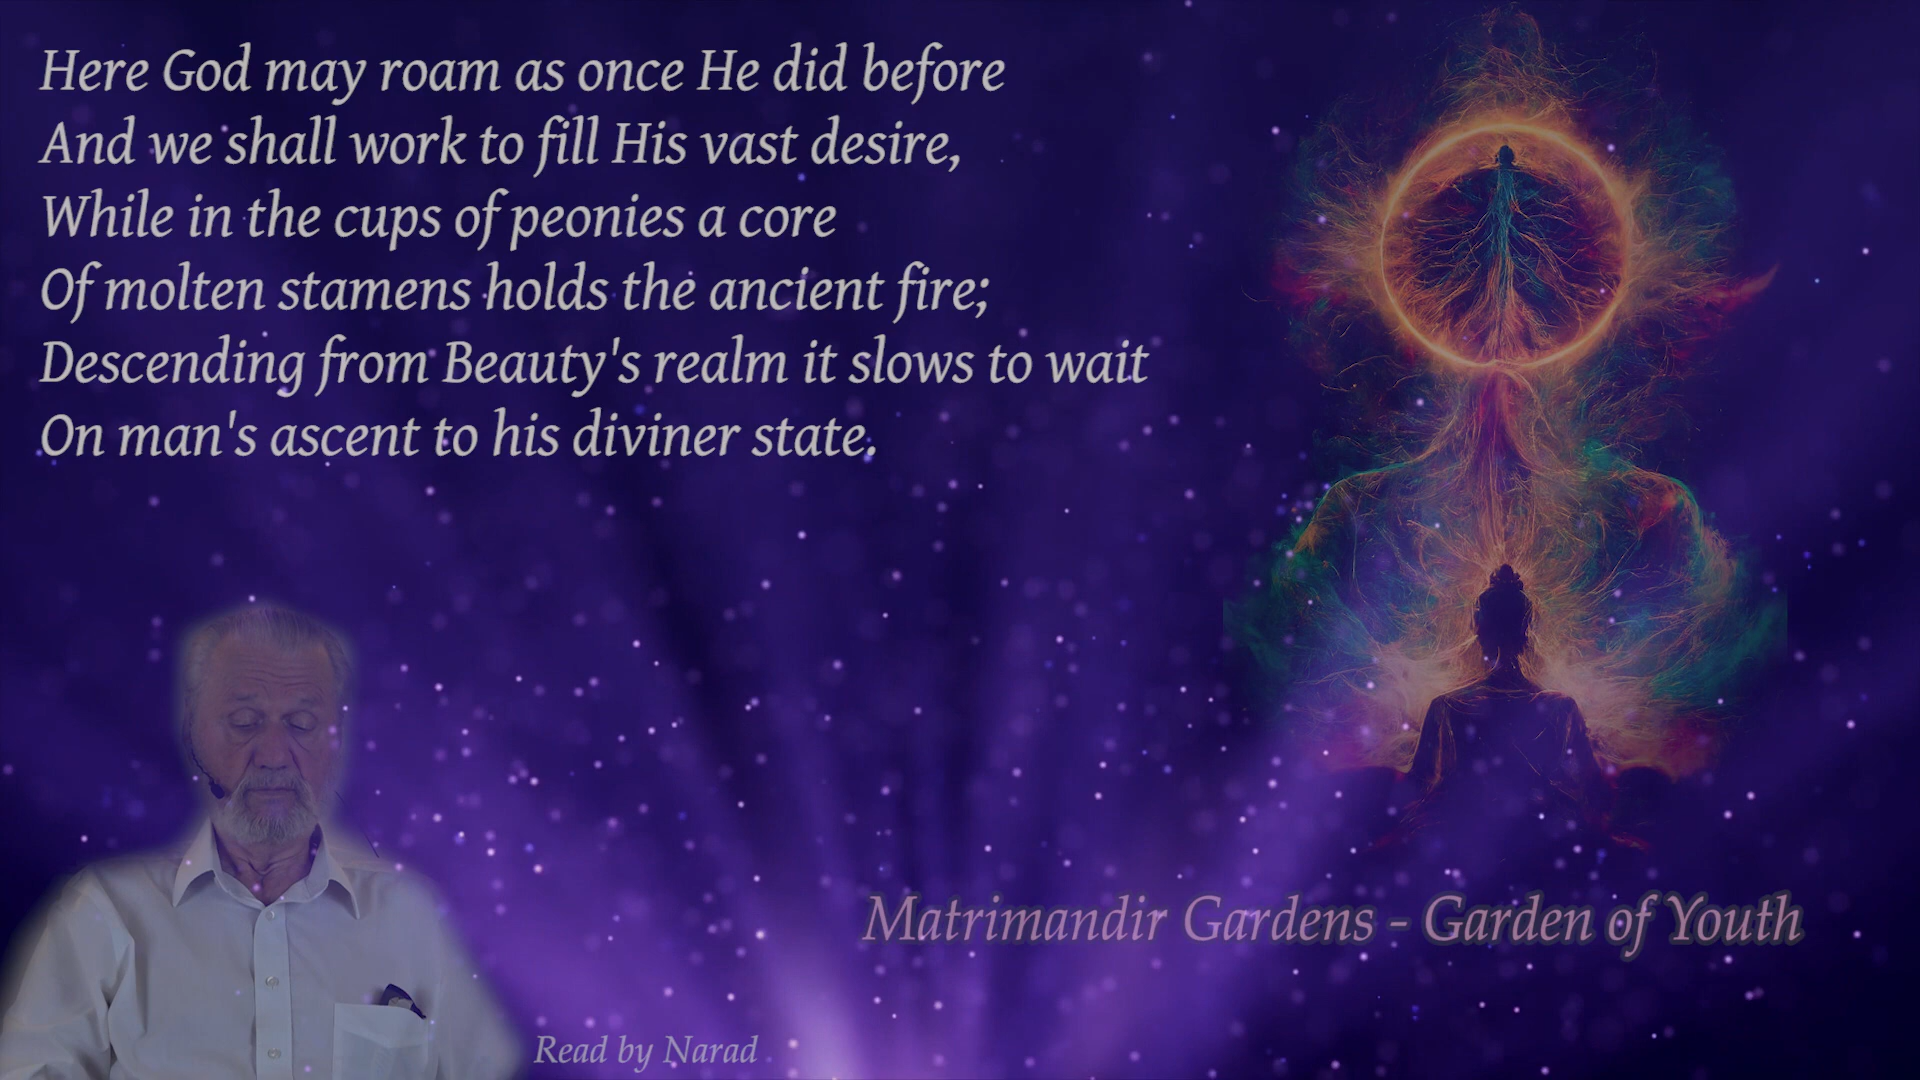 Here God may roam as once He did before
And we shall work to fill His vast desire,
While in the cups of peonies a core
Of molten stamens holds the ancient fire;
Descending from Beauty's realm it slows to wait
On man's ascent to his diviner state.
Matrimandir Gardens - Garden of Youth
Read by Narad